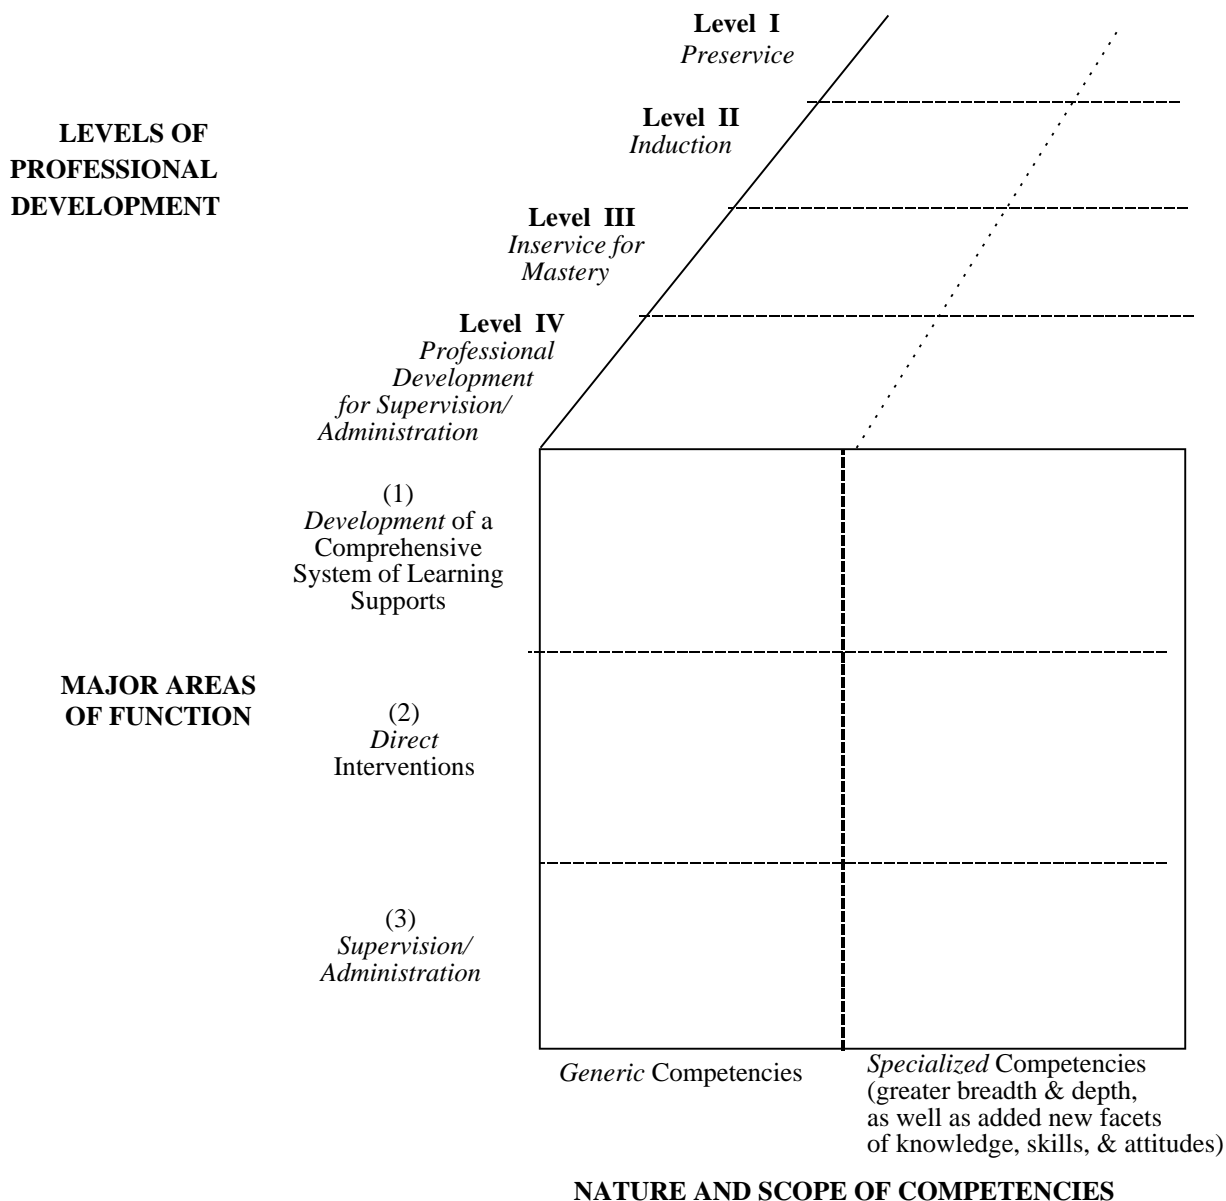 Level I
Preservice
Level II
Induction
LEVELS OF
PROFESSIONAL
DEVELOPMENT
Level III
Inservice for
Mastery
Level IV
Professional
Development
for Supervision/
Administration
(1)
Development of a
Comprehensive
System of Learning
Supports
MAJOR AREAS
OF FUNCTION
(2)
Direct
Interventions
(3)
Supervision/
Administration
Generic Competencies
Specialized Competencies
(greater breadth & depth,
as well as added new facets
of knowledge, skills, & attitudes)
NATURE AND SCOPE OF COMPETENCIES